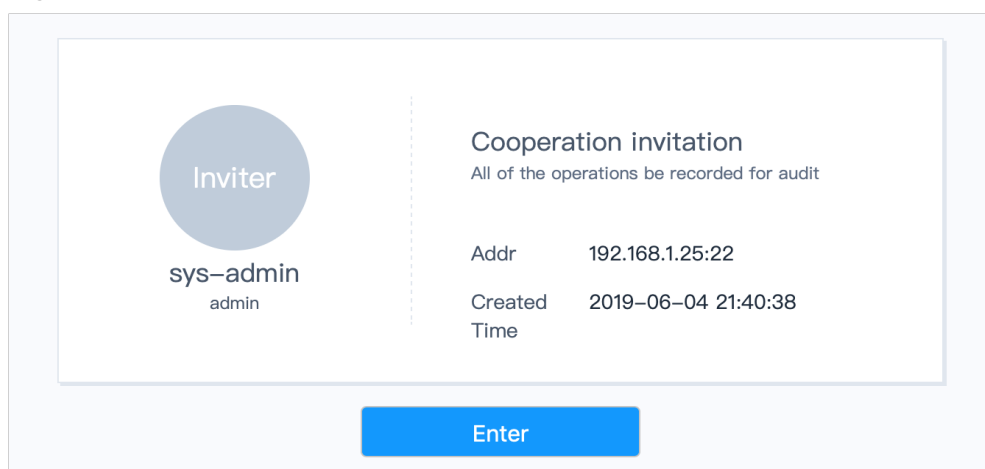 Inviter
sys-admin
admin
Cooperation invitation
All of the operations be recorded for audit
Addr 192.168.1.25:22
Created 2019-06-04 21:40:38
Time
Enter